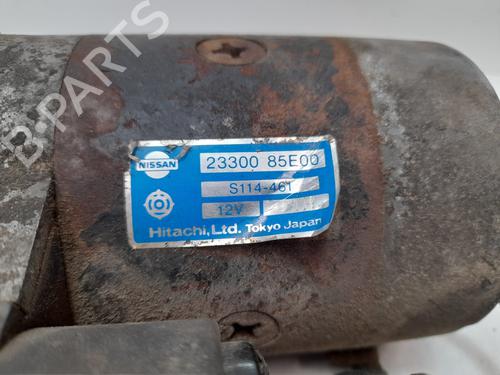 B-PARTS
NISSAN
23300 85E00
S114-461
12V
Hitachi, Ltd. Tokyo Japan